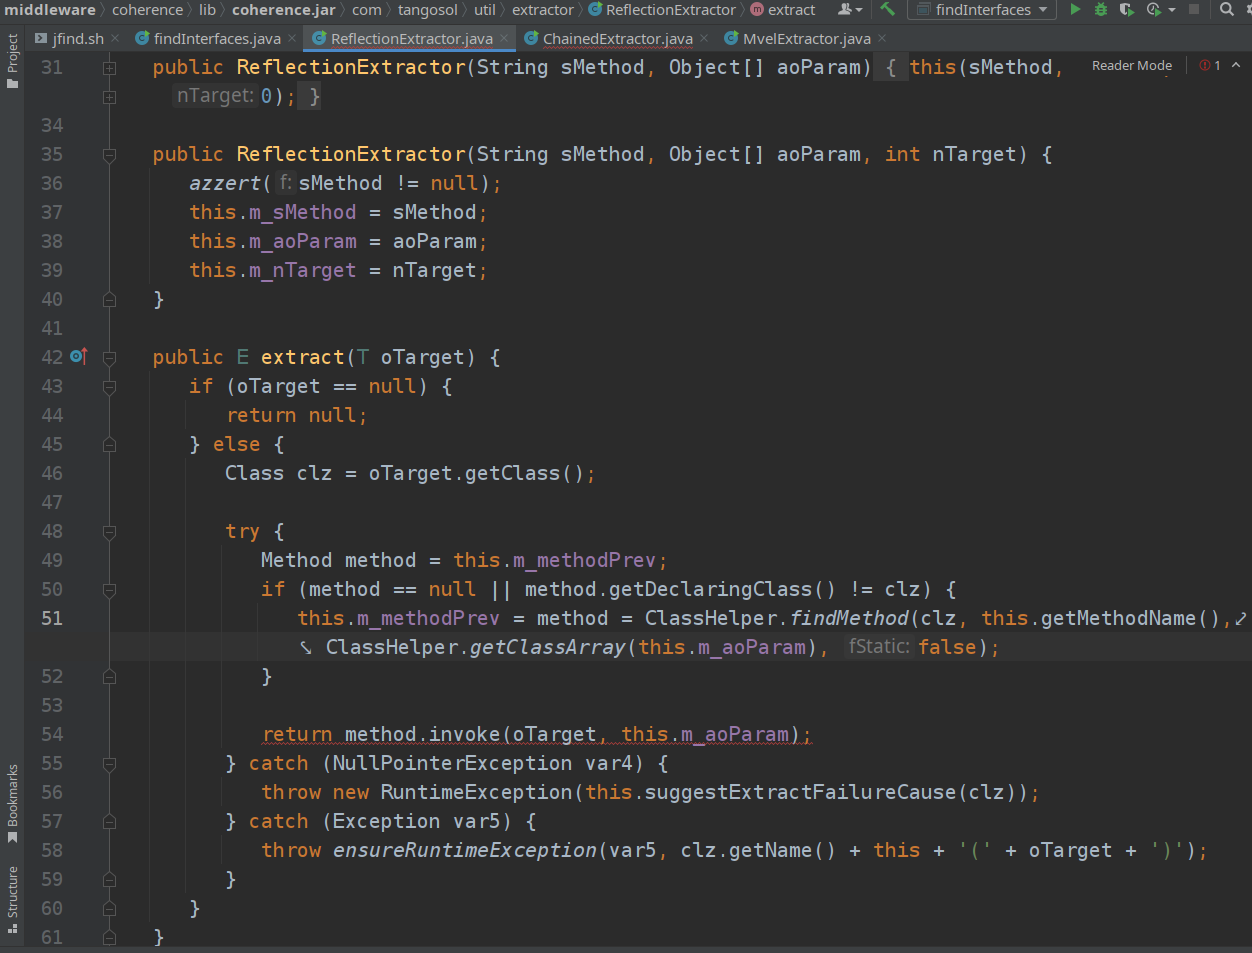 middleware coherence lib coherence.jar com tangosol util extractor ReflectionExtractor extract findInterfaces
jfind.sh findInterfaces.java ReflectionExtractor.java ChainedExtractor.java MvelExtractor.java
Project
Bookmarks
Structure
Reader Mode 1
31 public ReflectionExtractor(String sMethod, Object[] aoParam) { this(sMethod,
nTarget: 0); }
34
35 public ReflectionExtractor(String sMethod, Object[] aoParam, int nTarget) {
36 azzert( f: sMethod != null);
37 this.m_sMethod = sMethod;
38 this.m_aoParam = aoParam;
39 this.m_nTarget = nTarget;
40 }
41
42 public E extract(T oTarget) {
43 if (oTarget == null) {
44 return null;
45 } else {
46 Class clz = oTarget.getClass();
47
48 try {
49 Method method = this.m_methodPrev;
50 if (method == null || method.getDeclaringClass() != clz) {
51 this.m_methodPrev = method = ClassHelper.findMethod(clz, this.getMethodName(),
ClassHelper.getClassArray(this.m_aoParam), fStatic: false);
52 }
53
54 return method.invoke(oTarget, this.m_aoParam);
55 } catch (NullPointerException var4) {
56 throw new RuntimeException(this.suggestExtractFailureCause(clz));
57 } catch (Exception var5) {
58 throw ensureRuntimeException(var5, clz.getName() + this + '(' + oTarget + ')');
59 }
60 }
61 }